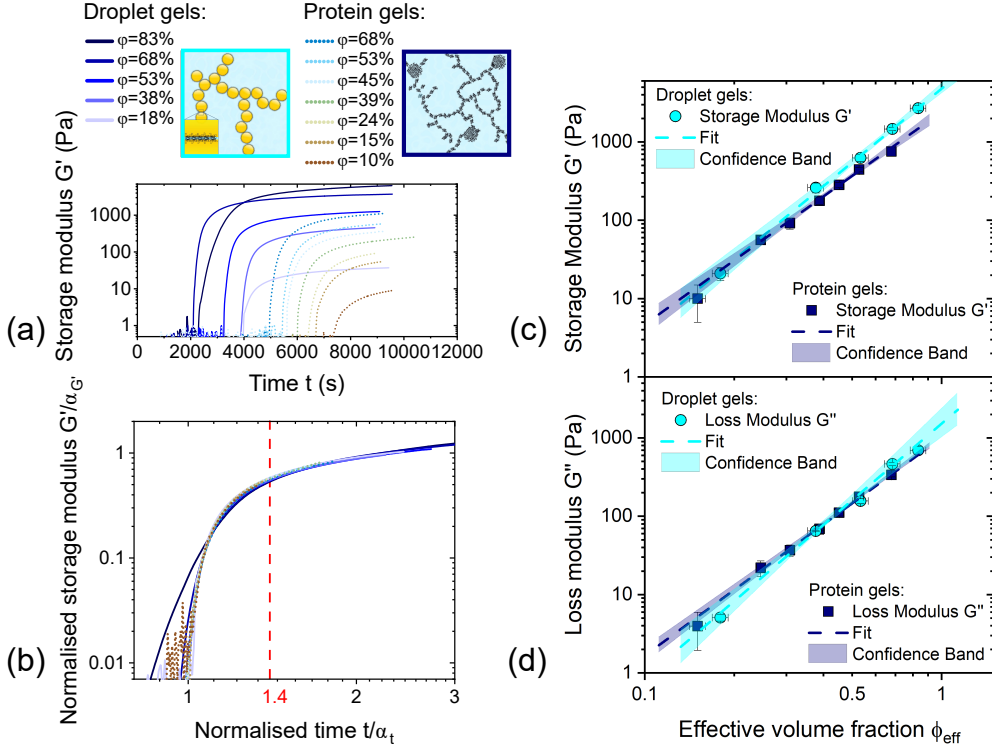 Droplet gels:
φ=83%
φ=68%
φ=53%
φ=38%
φ=18%
Protein gels:
φ=68%
φ=53%
φ=45%
φ=39%
φ=24%
φ=15%
φ=10%
(a)
Storage modulus G' (Pa)
1000
100
10
1
0 2000 4000 6000 8000 10000 12000
Time t (s)
(b)
Normalised storage modulus G'/α_G'
1
0.1
0.01
1 1.4 2 3
Normalised time t/α_t
(c)
Storage Modulus G' (Pa)
1000
100
10
1
Droplet gels:
Storage Modulus G'
Fit
Confidence Band
Protein gels:
Storage Modulus G'
Fit
Confidence Band
(d)
Loss modulus G" (Pa)
1000
100
10
1
Droplet gels:
Loss Modulus G"
Fit
Confidence Band
Protein gels:
Loss Modulus G"
Fit
Confidence Band
0.1 0.5 1
Effective volume fraction ϕ_eff